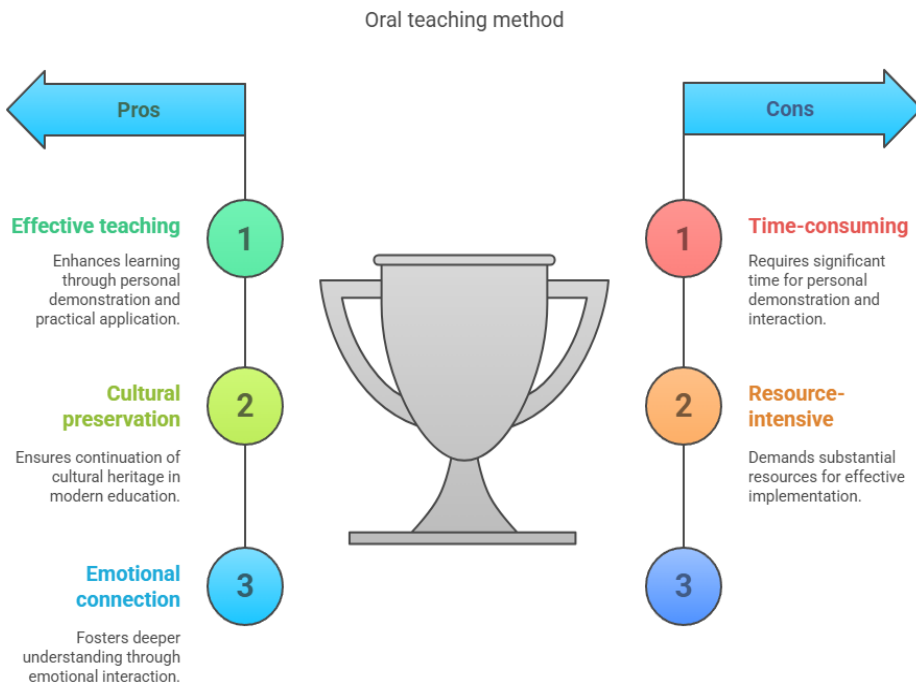 Oral teaching method
Pros
Cons
1
Effective teaching
Enhances learning
through personal
demonstration and
practical application.
2
Cultural
preservation
Ensures continuation of
cultural heritage in
modern education.
3
Emotional
connection
Fosters deeper
understanding through
emotional interaction.
1
Time-consuming
Requires significant
time for personal
demonstration and
interaction.
2
Resource-
intensive
Demands substantial
resources for effective
implementation.
3